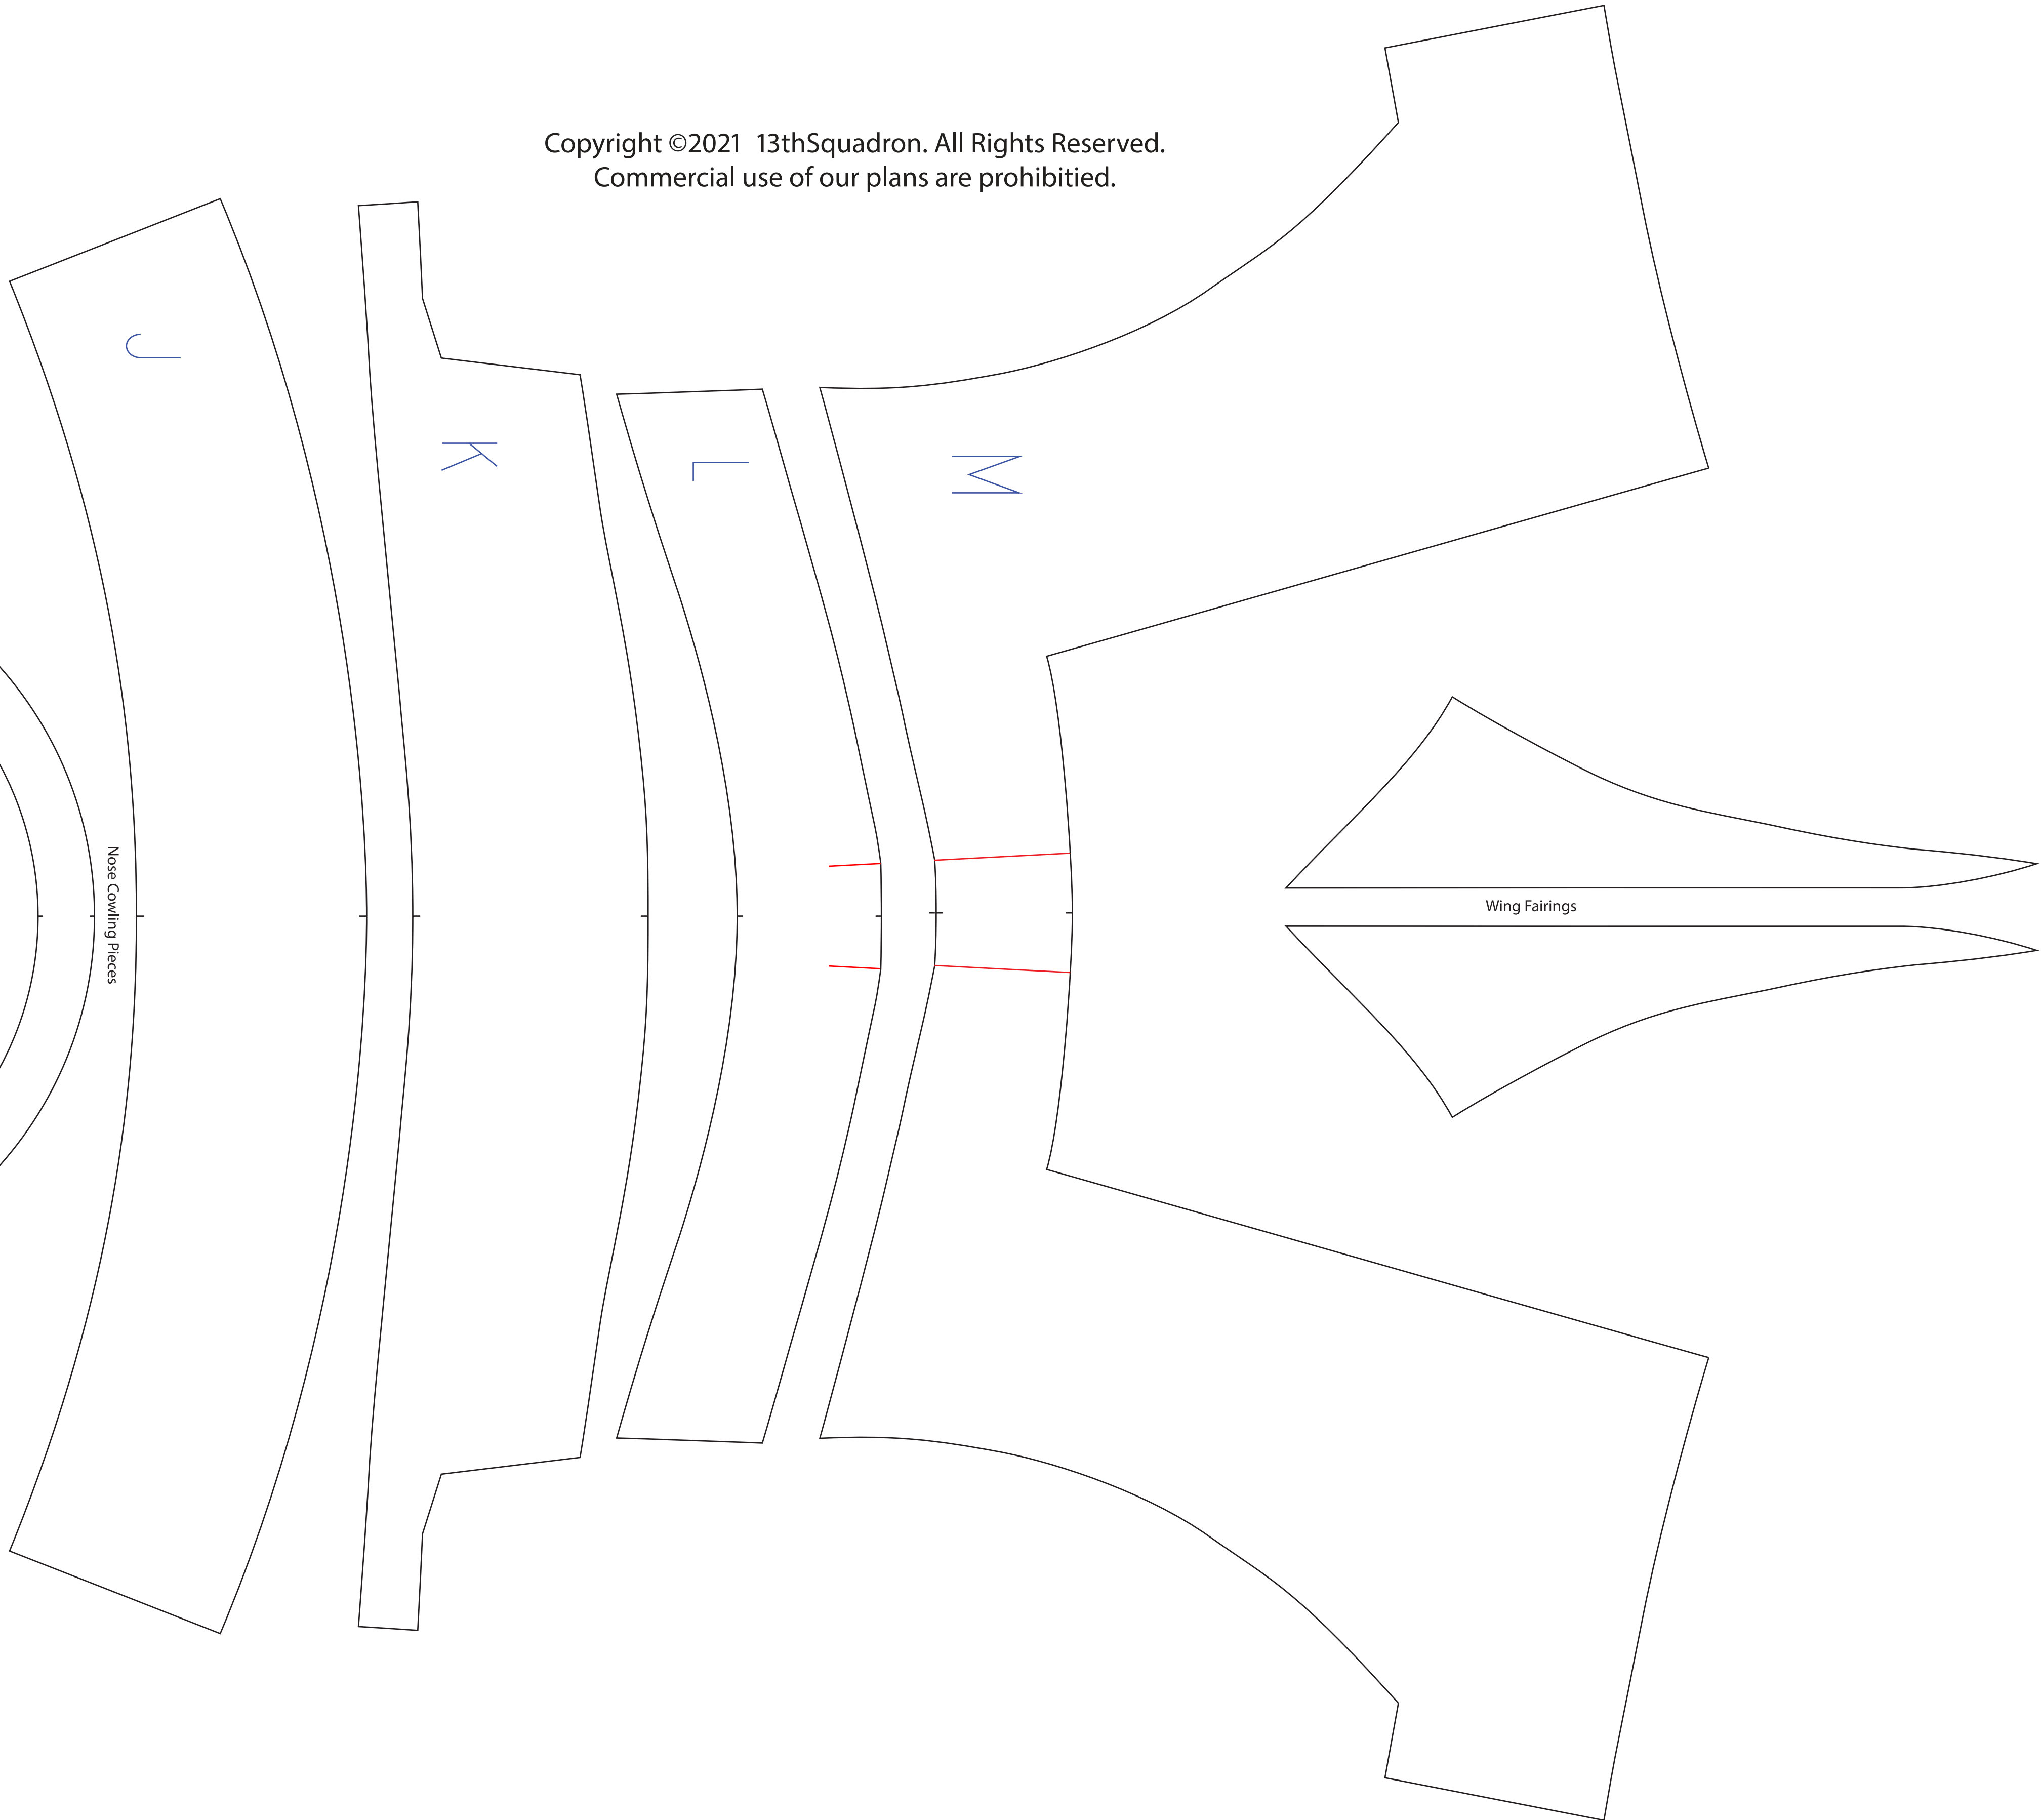 Copyright ©2021  13thSquadron. All Rights Reserved.
Commercial use of our plans are prohibitied.
J
K
L
M
Nose Cowling Pieces
Wing Fairings